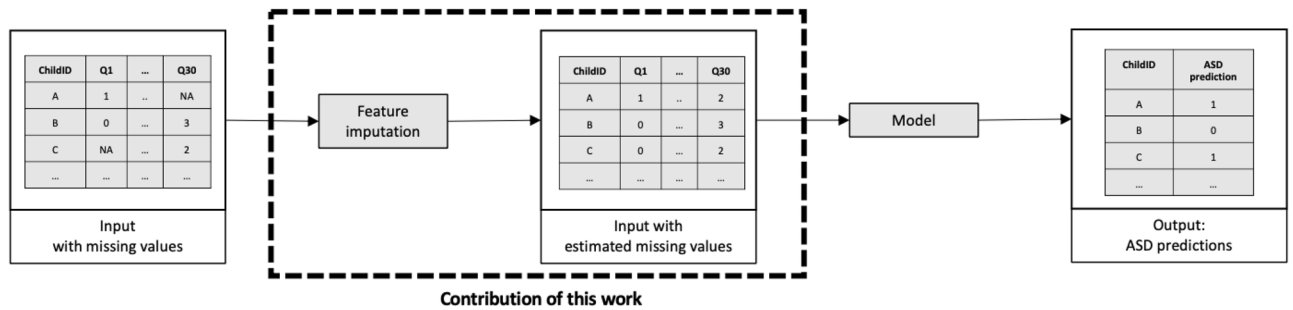 ChildID Q1 ... Q30
A 1 .. NA
B 0 ... 3
C NA ... 2
... ... ... ...
Input
with missing values
Feature
imputation
ChildID Q1 ... Q30
A 1 .. 2
B 0 ... 3
C 0 ... 2
... ... ... ...
Input with
estimated missing values
Contribution of this work
Model
ChildID ASD
prediction
A 1
B 0
C 1
... ...
Output:
ASD predictions